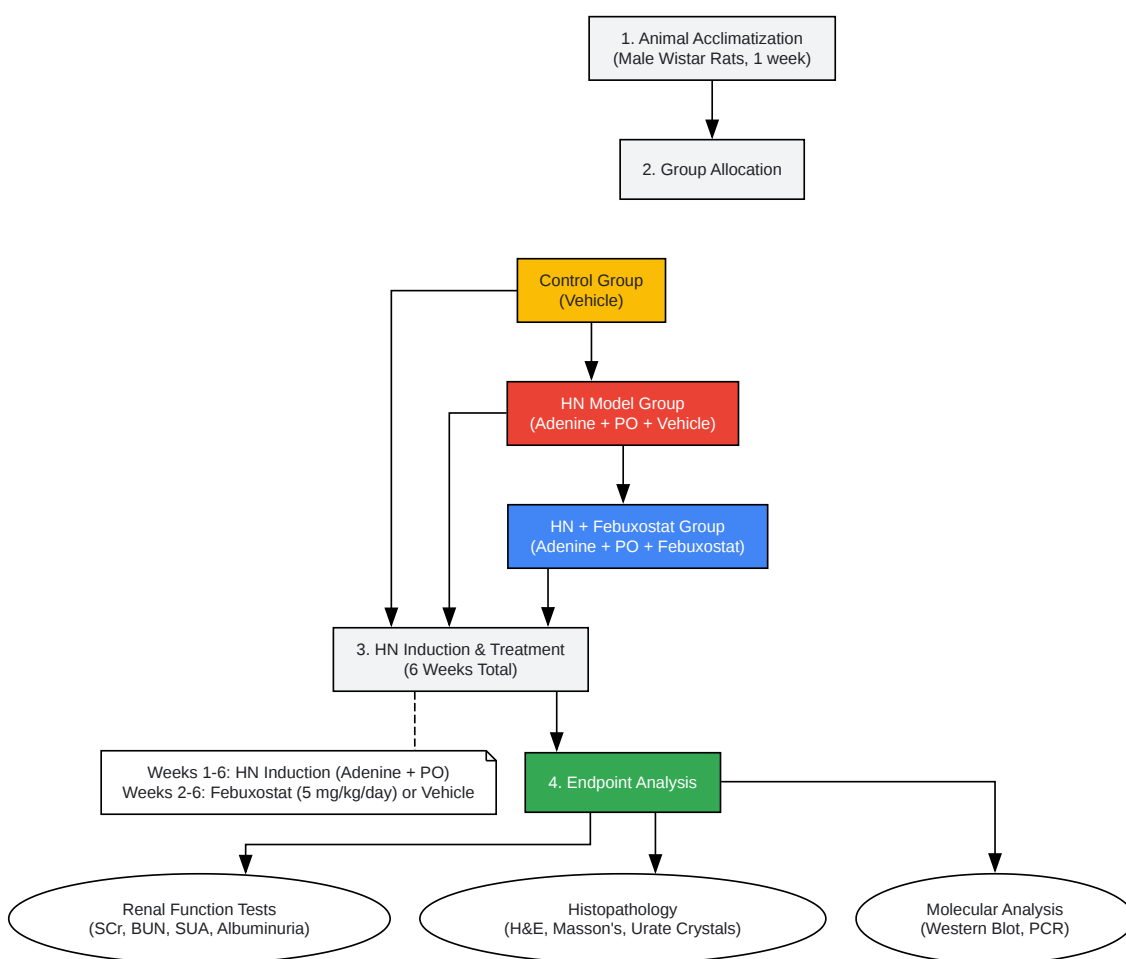 1. Animal Acclimatization
(Male Wistar Rats, 1 week)
2. Group Allocation
Control Group
(Vehicle)
HN Model Group
(Adenine + PO + Vehicle)
HN + Febuxostat Group
(Adenine + PO + Febuxostat)
3. HN Induction & Treatment
(6 Weeks Total)
Weeks 1-6: HN Induction (Adenine + PO)
Weeks 2-6: Febuxostat (5 mg/kg/day) or Vehicle
4. Endpoint Analysis
Renal Function Tests
(SCr, BUN, SUA, Albuminuria)
Histopathology
(H&E, Masson's, Urate Crystals)
Molecular Analysis
(Western Blot, PCR)